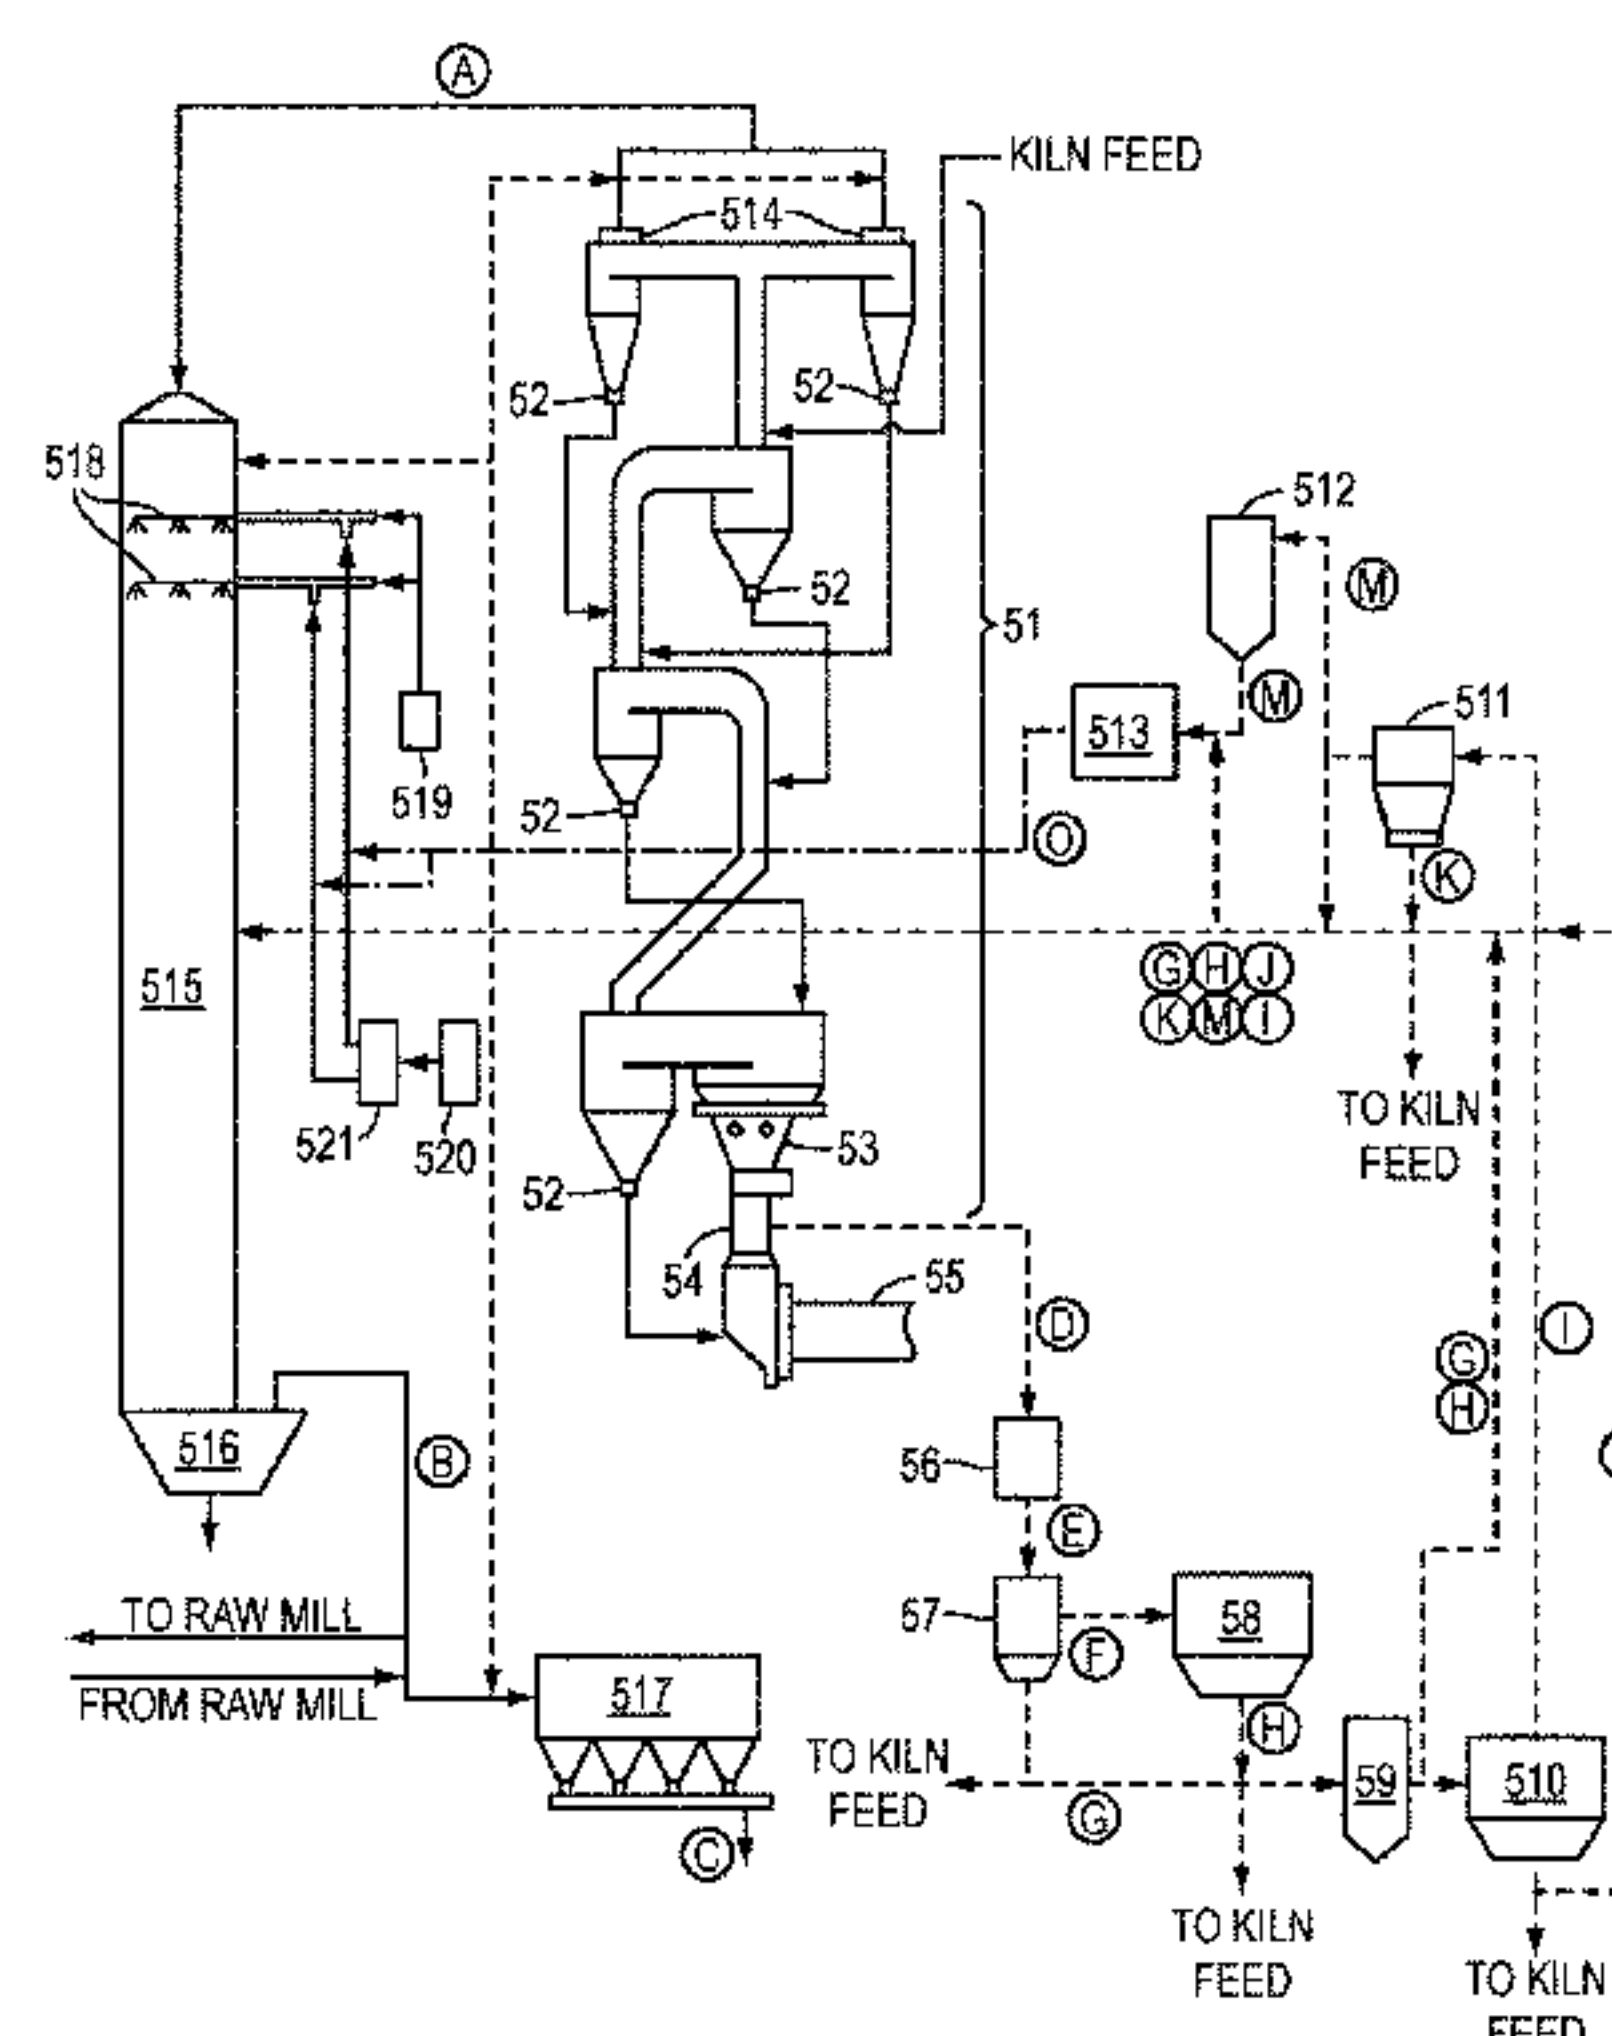 A
KILN FEED
514
52
52
518
512
52
51
M
M
511
513
519
52
O
K
G H J
K M I
515
TO KILN
FEED
521
520
53
52
54
55
D
I
G
H
516
B
56
E
TO RAW MILL
67
58
F
FROM RAW MILL
517
H
TO KILN
FEED
59
510
G
C
TO KILN
FEED
TO KILN
FEED